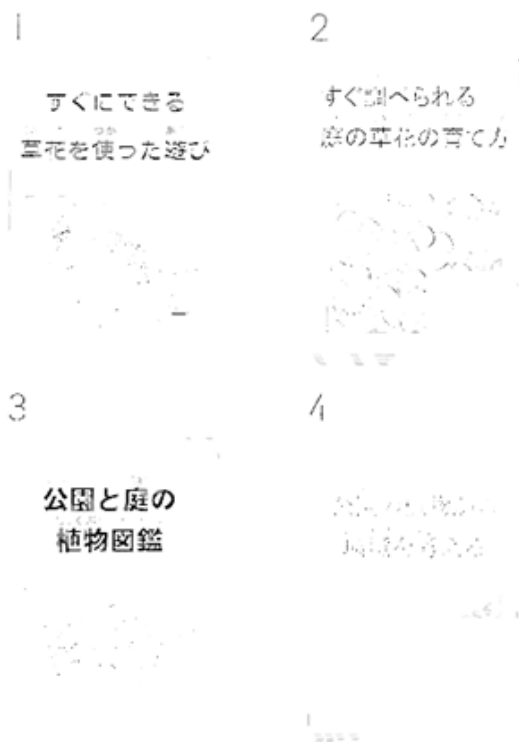 1
すぐにできる
草花を使った遊び
2
すぐ調べられる
庭の草花の育て方
3
公園と庭の
植物図鑑
4